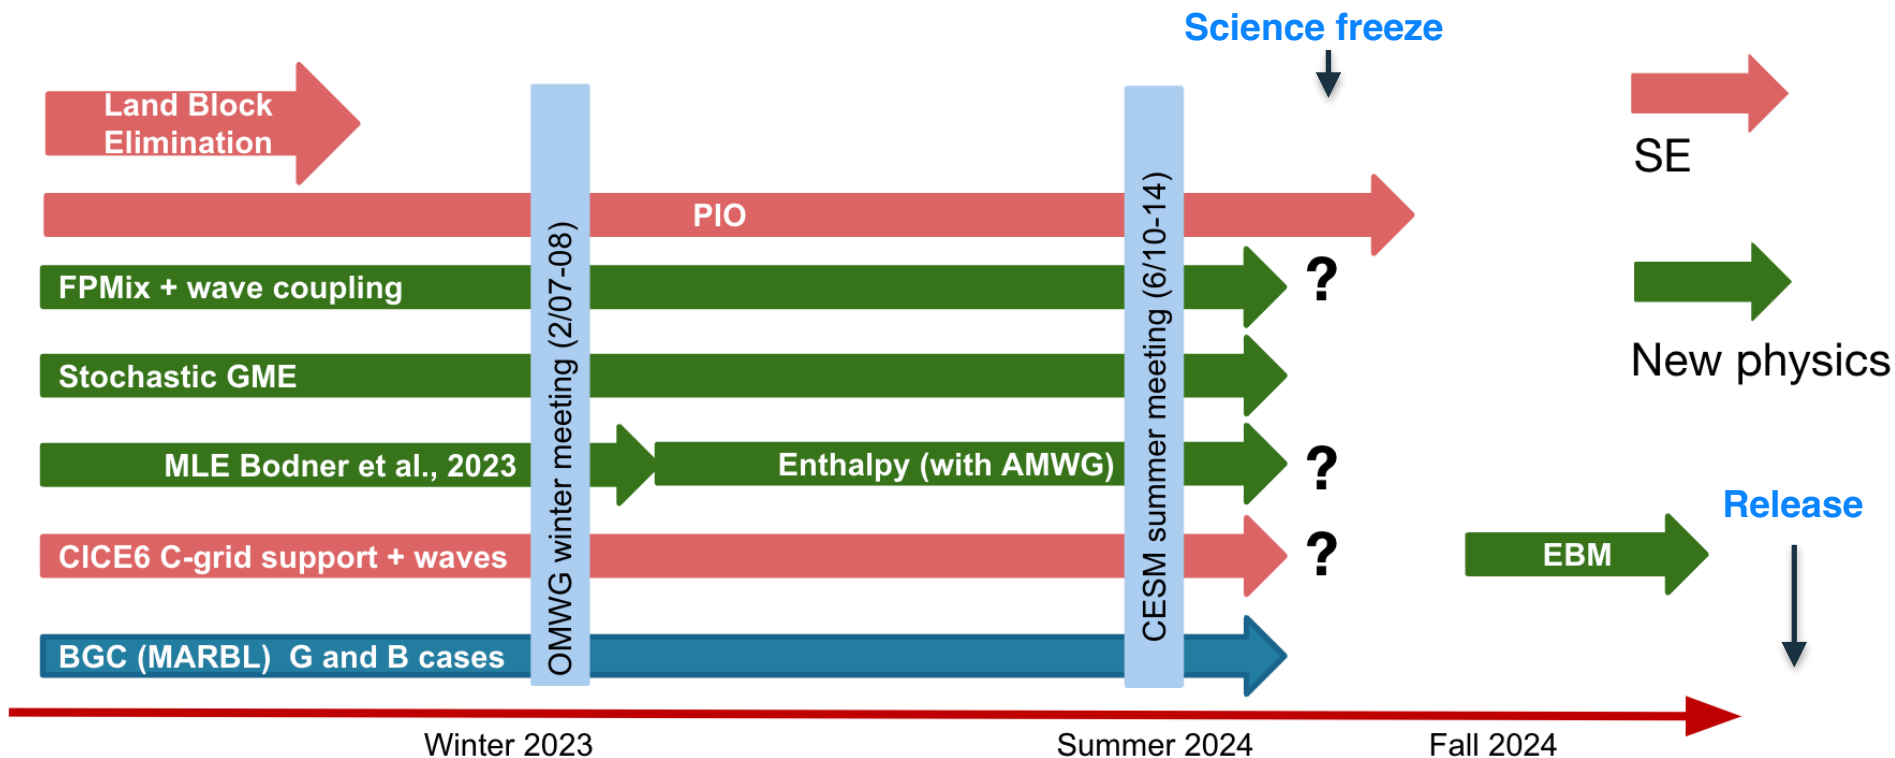 Science freeze
Land Block
Elimination
SE
PIO
FPMix + wave coupling
?
New physics
Stochastic GME
MLE Bodner et al., 2023
Enthalpy (with AMWG)
?
Release
CICE6 C-grid support + waves
?
EBM
BGC (MARBL)  G and B cases
OMWG winter meeting (2/07-08)
CESM summer meeting (6/10-14)
Winter 2023
Summer 2024
Fall 2024